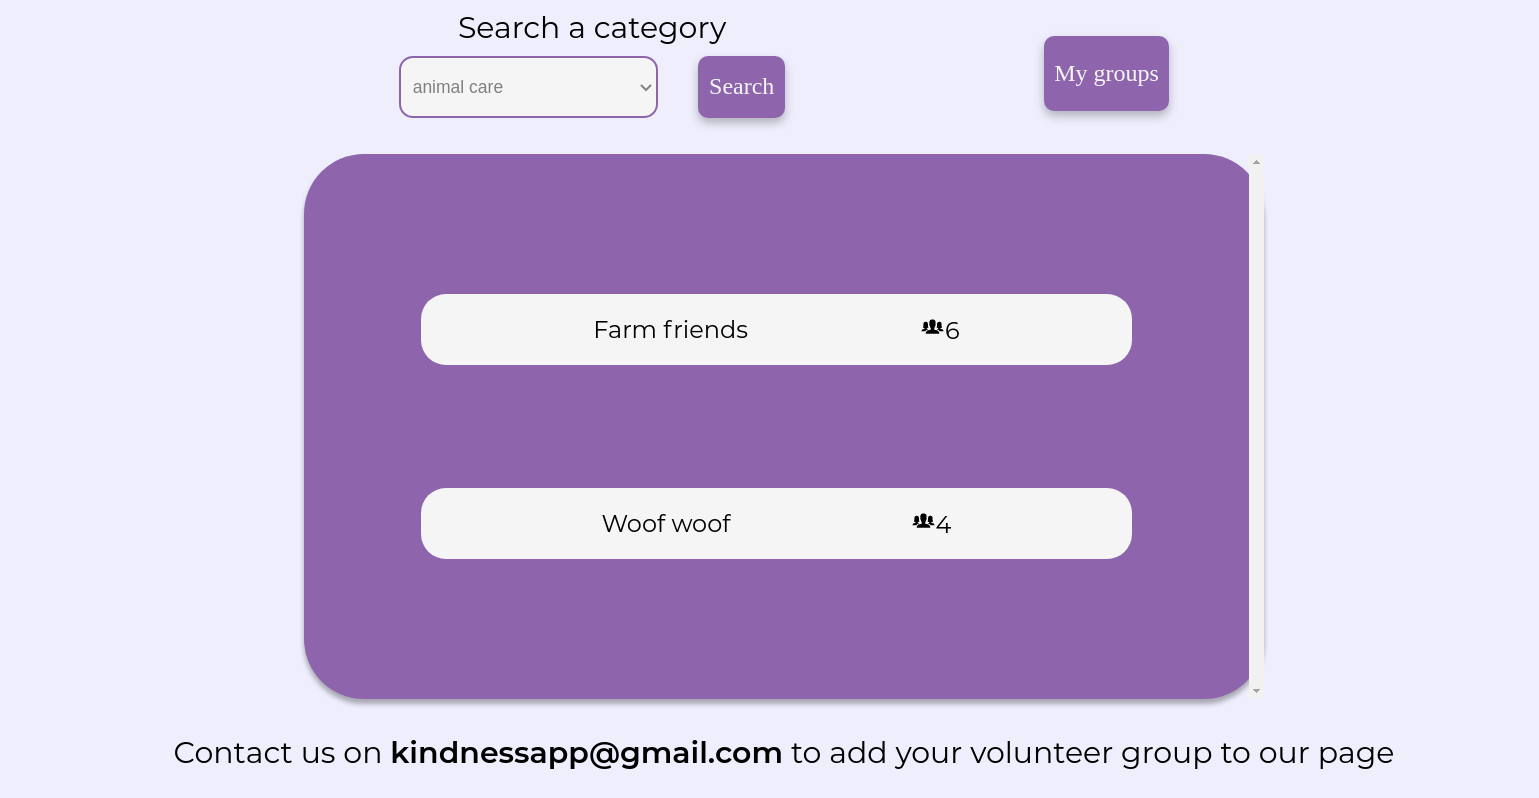 Search a category
animal care
Search
My groups
Farm friends 6
Woof woof 4
Contact us on kindnessapp@gmail.com to add your volunteer group to our page